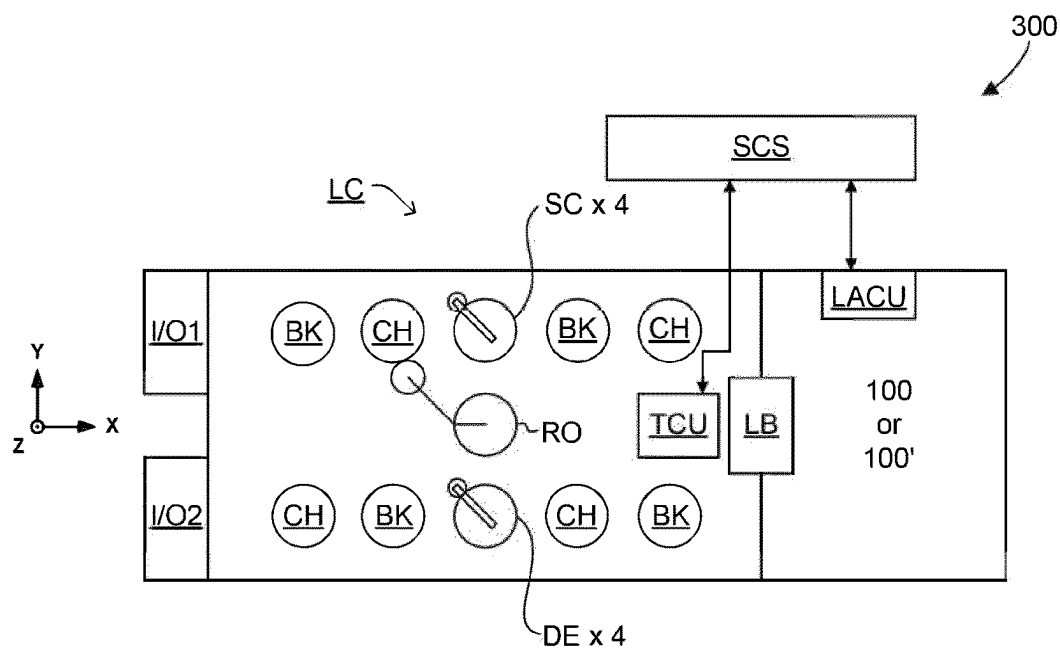 300
SCS
LC
SC x 4
LACU
I/O1
BK
CH
BK
CH
Y
X
Z
RO
TCU
LB
100
or
100'
I/O2
CH
BK
CH
BK
DE x 4